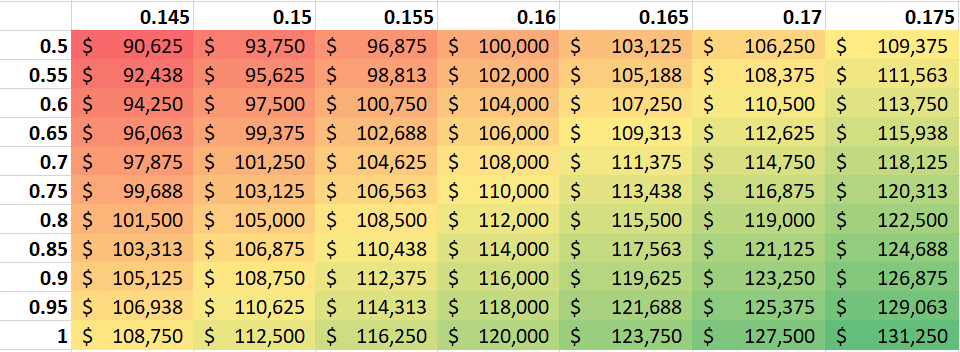 0.145 0.15 0.155 0.16 0.165 0.17 0.175
0.5 $ 90,625 $ 93,750 $ 96,875 $ 100,000 $ 103,125 $ 106,250 $ 109,375
0.55 $ 92,438 $ 95,625 $ 98,813 $ 102,000 $ 105,188 $ 108,375 $ 111,563
0.6 $ 94,250 $ 97,500 $ 100,750 $ 104,000 $ 107,250 $ 110,500 $ 113,750
0.65 $ 96,063 $ 99,375 $ 102,688 $ 106,000 $ 109,313 $ 112,625 $ 115,938
0.7 $ 97,875 $ 101,250 $ 104,625 $ 108,000 $ 111,375 $ 114,750 $ 118,125
0.75 $ 99,688 $ 103,125 $ 106,563 $ 110,000 $ 113,438 $ 116,875 $ 120,313
0.8 $ 101,500 $ 105,000 $ 108,500 $ 112,000 $ 115,500 $ 119,000 $ 122,500
0.85 $ 103,313 $ 106,875 $ 110,438 $ 114,000 $ 117,563 $ 121,125 $ 124,688
0.9 $ 105,125 $ 108,750 $ 112,375 $ 116,000 $ 119,625 $ 123,250 $ 126,875
0.95 $ 106,938 $ 110,625 $ 114,313 $ 118,000 $ 121,688 $ 125,375 $ 129,063
1 $ 108,750 $ 112,500 $ 116,250 $ 120,000 $ 123,750 $ 127,500 $ 131,250